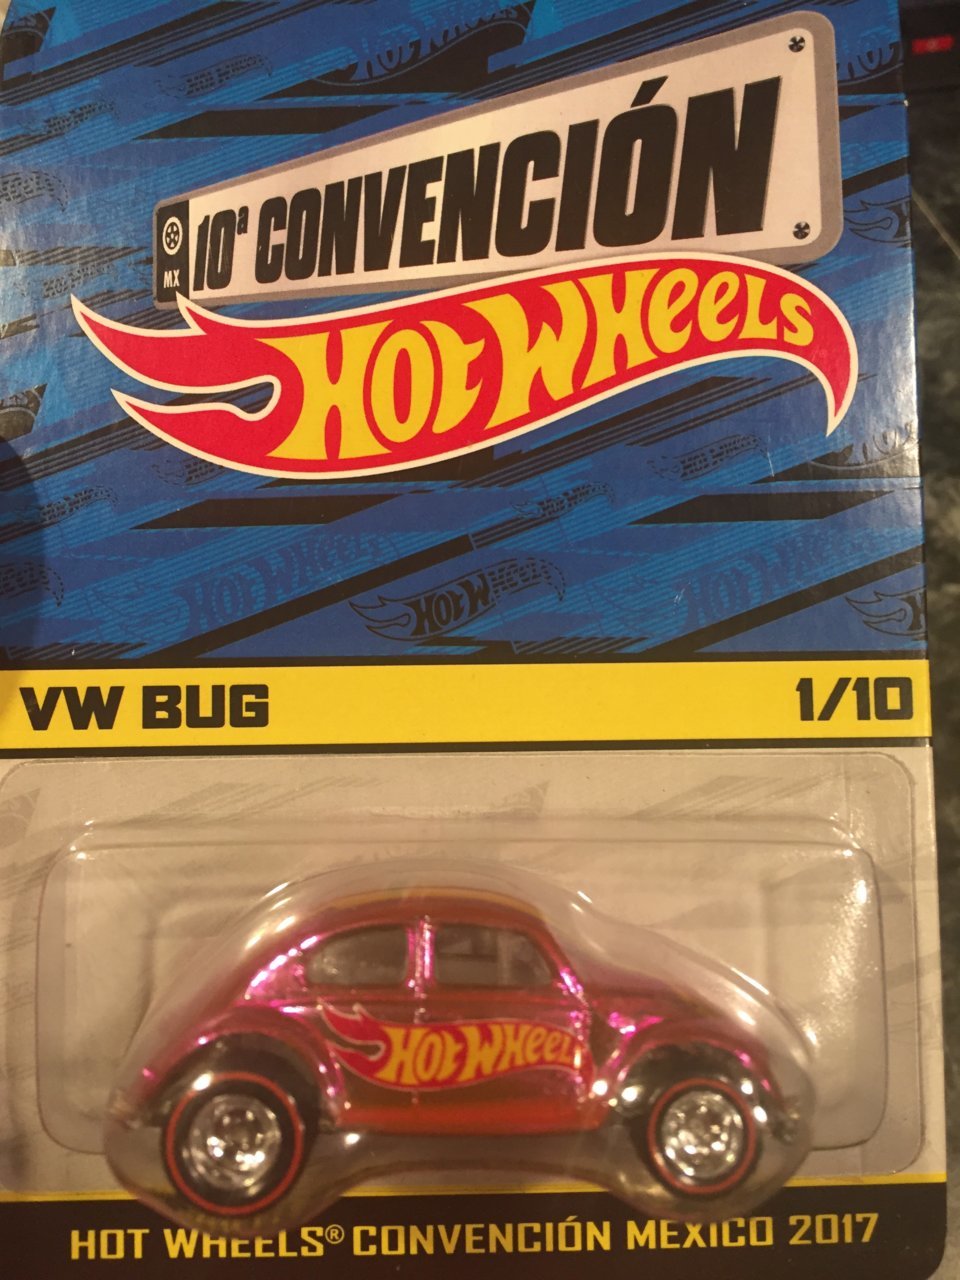 MX
10ª CONVENCIÓN
HOT WHEELS
VW BUG
1/10
HOT WHEELS
HOT WHEELS® CONVENCIÓN MEXICO 2017